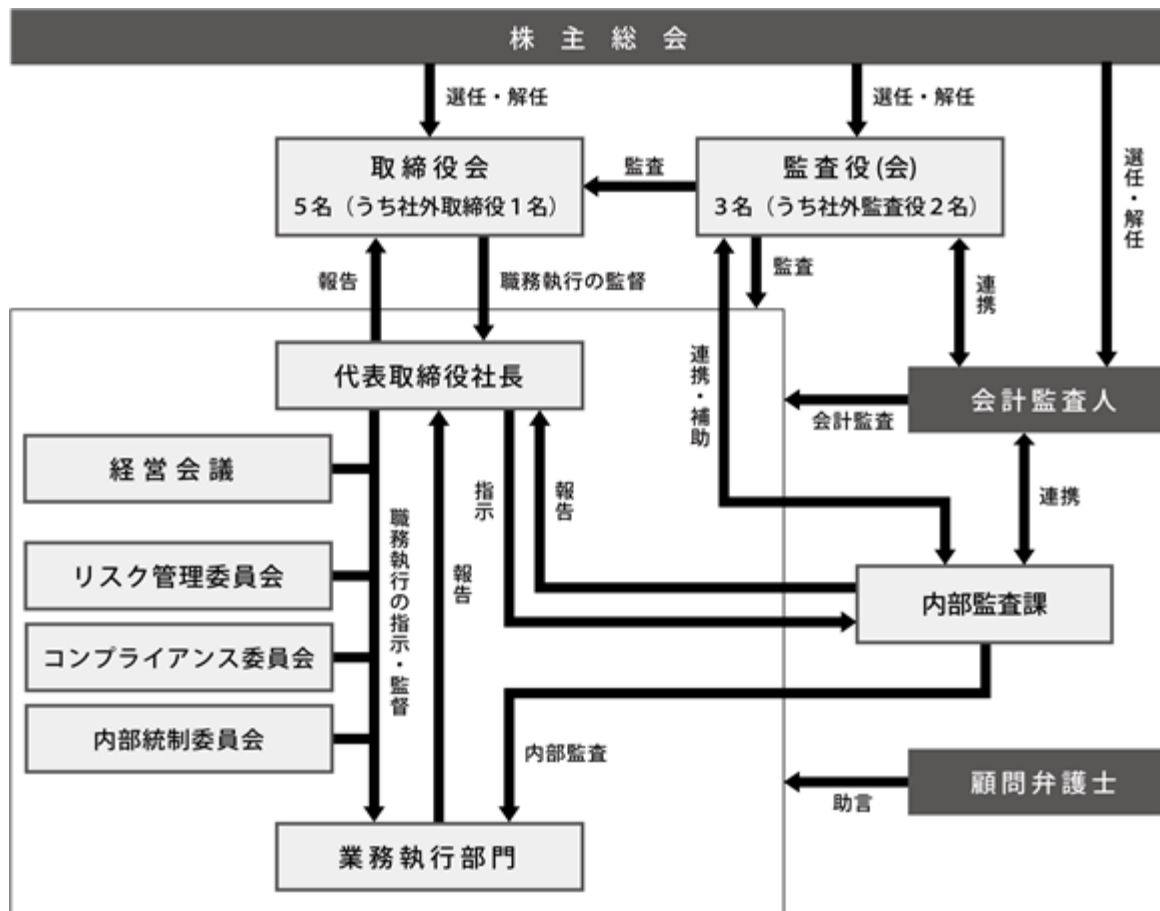 株主総会
選任・解任
選任・解任
選任・解任
取締役会
5名（うち社外取締役1名）
監査
監査役(会)
3名（うち社外監査役2名）
報告
職務執行の監督
監査
連携
代表取締役社長
連携・補助
会計監査人
会計監査
経営会議
指示
報告
連携
職務執行の指示・監督
報告
リスク管理委員会
内部監査課
コンプライアンス委員会
内部統制委員会
内部監査
顧問弁護士
助言
業務執行部門